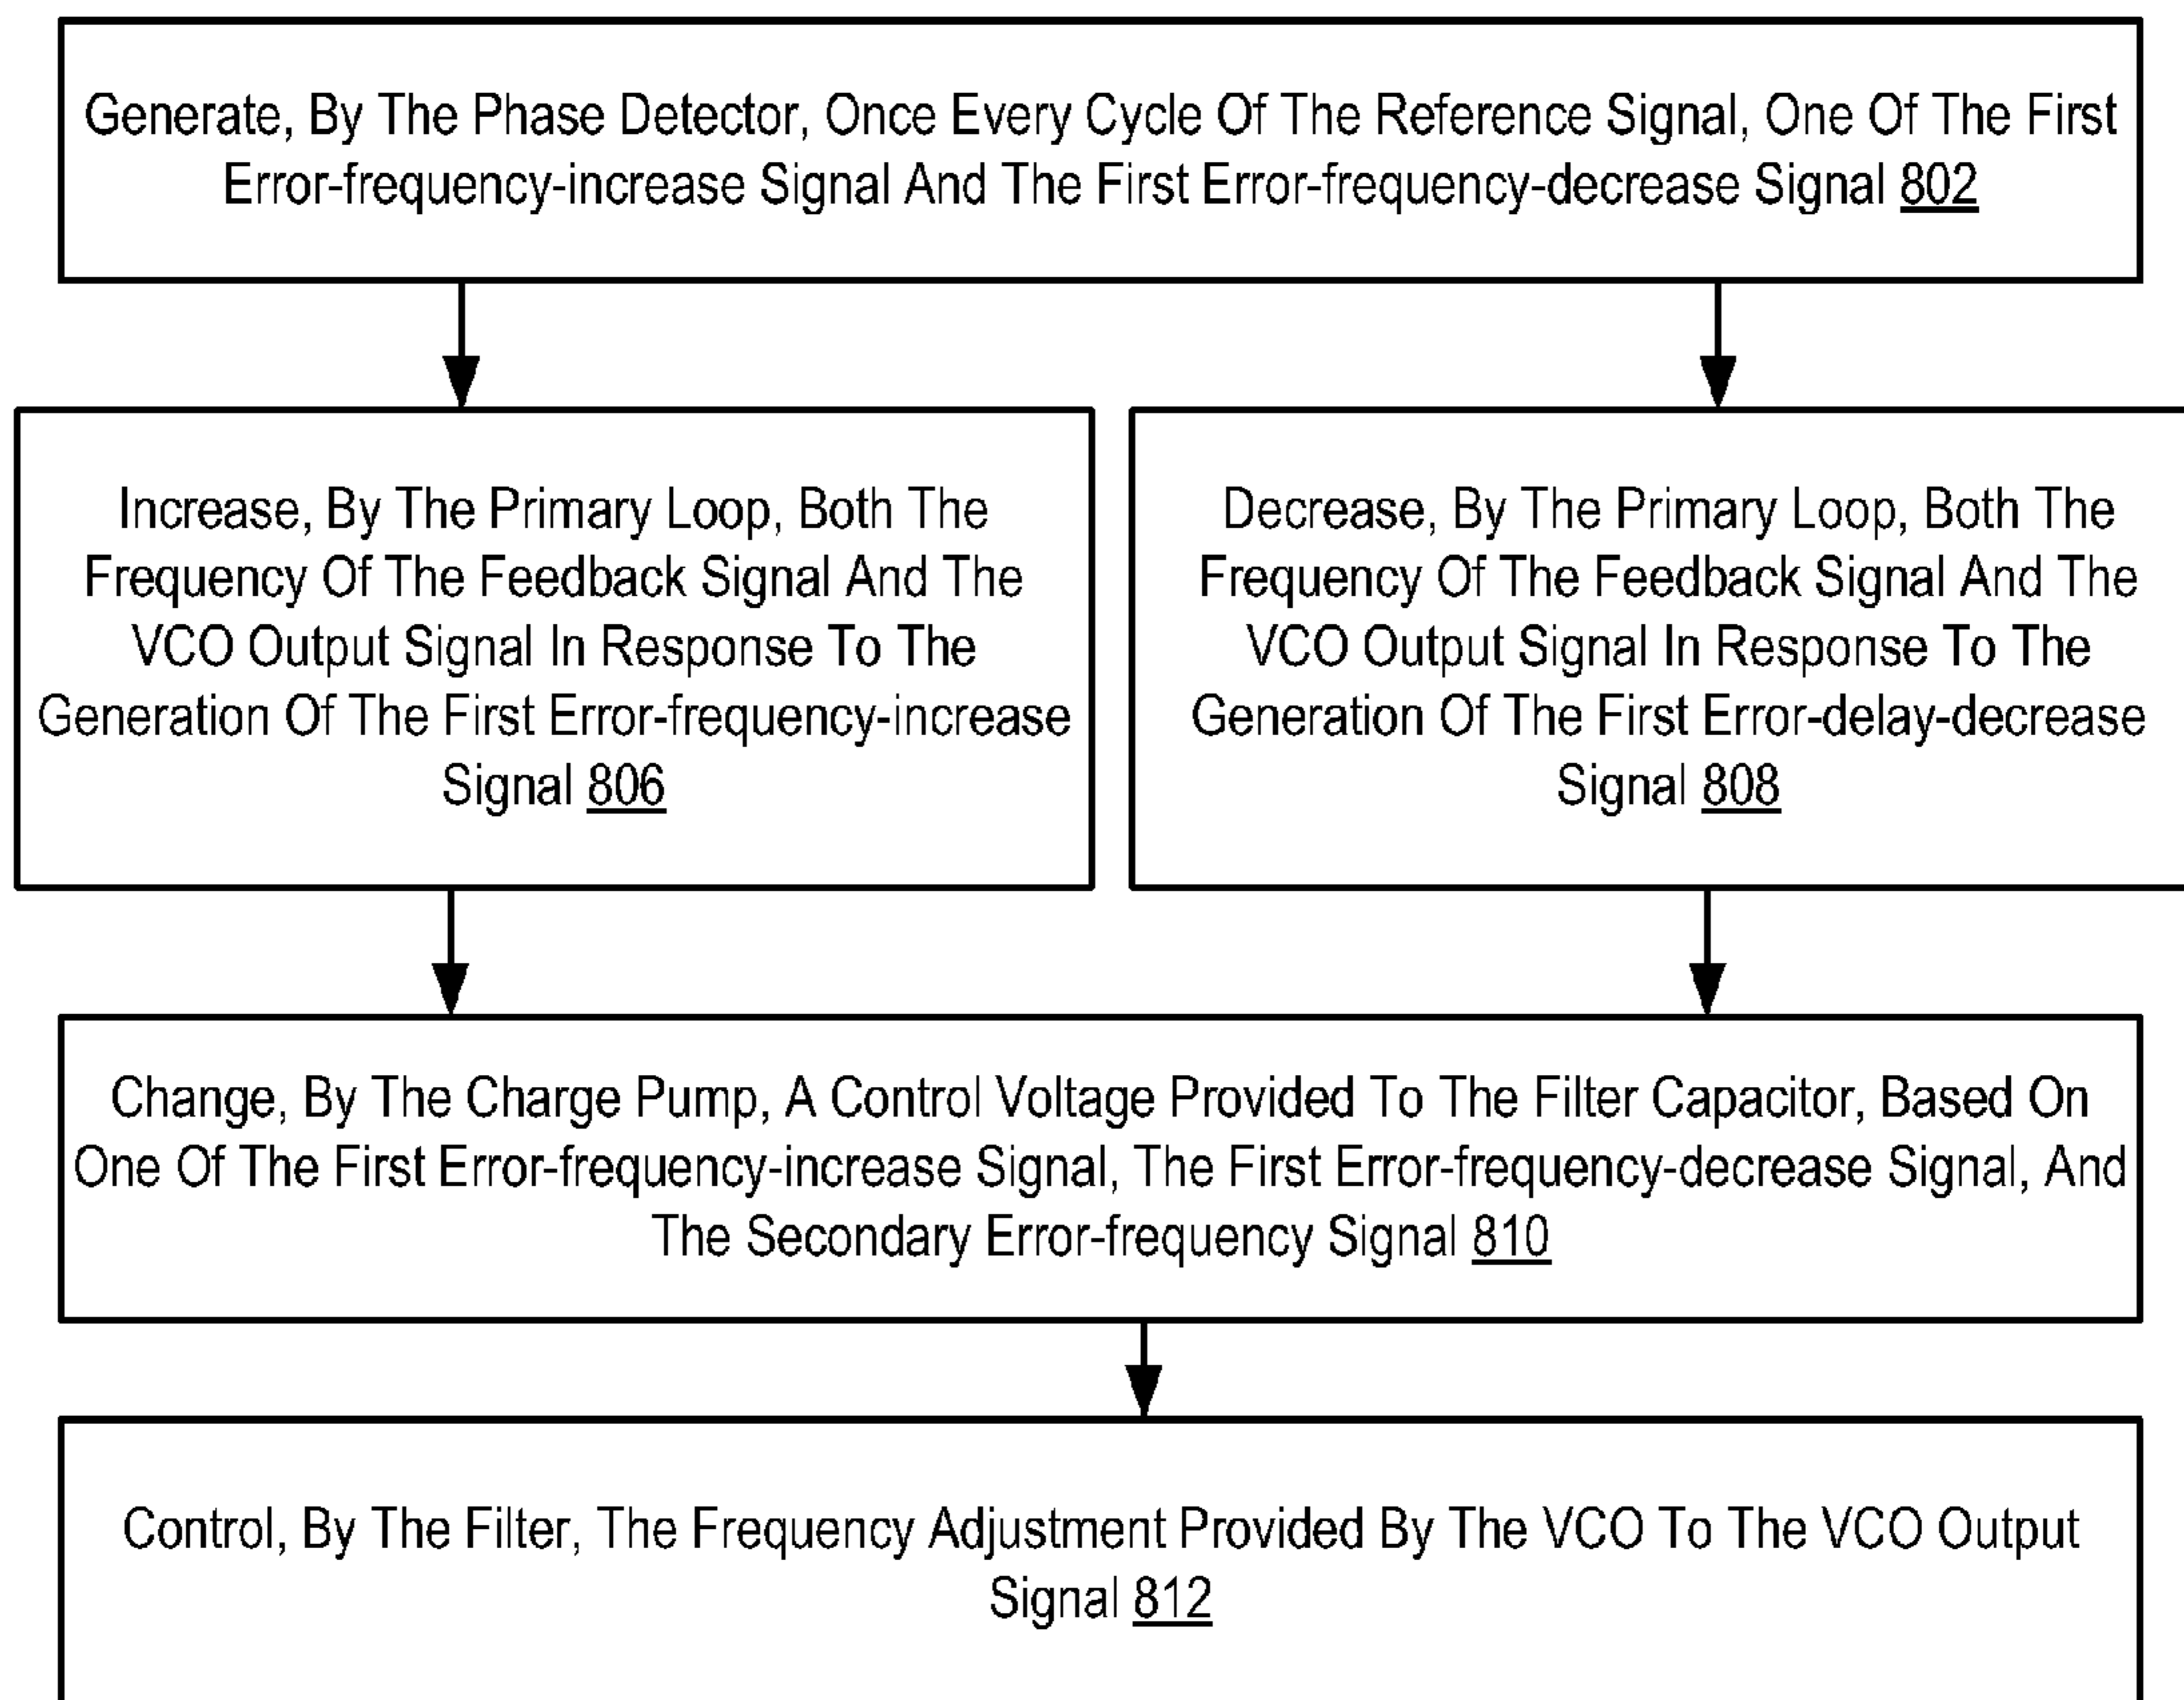 Generate, By The Phase Detector, Once Every Cycle Of The Reference Signal, One Of The First
Error-frequency-increase Signal And The First Error-frequency-decrease Signal 802
Increase, By The Primary Loop, Both The
Frequency Of The Feedback Signal And The
VCO Output Signal In Response To The
Generation Of The First Error-frequency-increase
Signal 806
Decrease, By The Primary Loop, Both The
Frequency Of The Feedback Signal And The
VCO Output Signal In Response To The
Generation Of The First Error-delay-decrease
Signal 808
Change, By The Charge Pump, A Control Voltage Provided To The Filter Capacitor, Based On
One Of The First Error-frequency-increase Signal, The First Error-frequency-decrease Signal, And
The Secondary Error-frequency Signal 810
Control, By The Filter, The Frequency Adjustment Provided By The VCO To The VCO Output
Signal 812